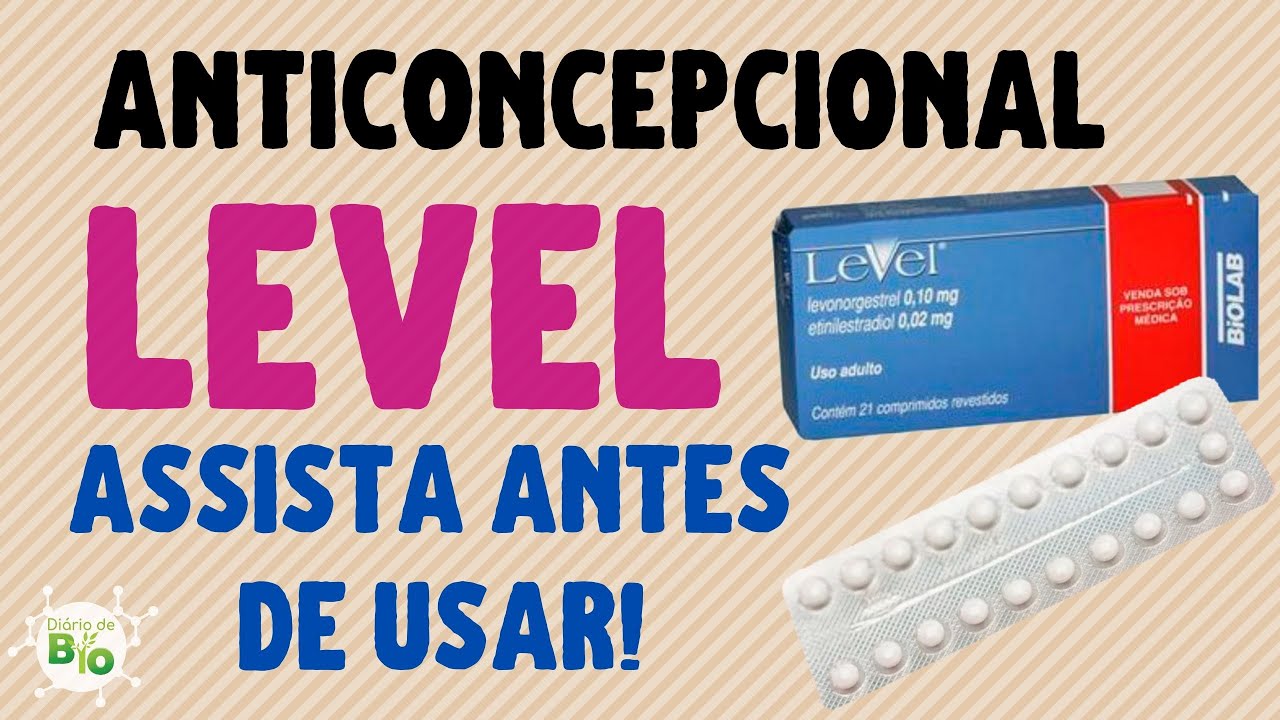 ANTICONCEPCIONAL
LEVEL
ASSISTA ANTES
DE USAR!
Level®
levonorgestrel 0,10 mg
etinilestradiol 0,02 mg
Uso adulto
Contém 21 comprimidos revestidos
VENDA SOB
PRESCRIÇÃO
MÉDICA
BIOLAB
Diário de
BIO